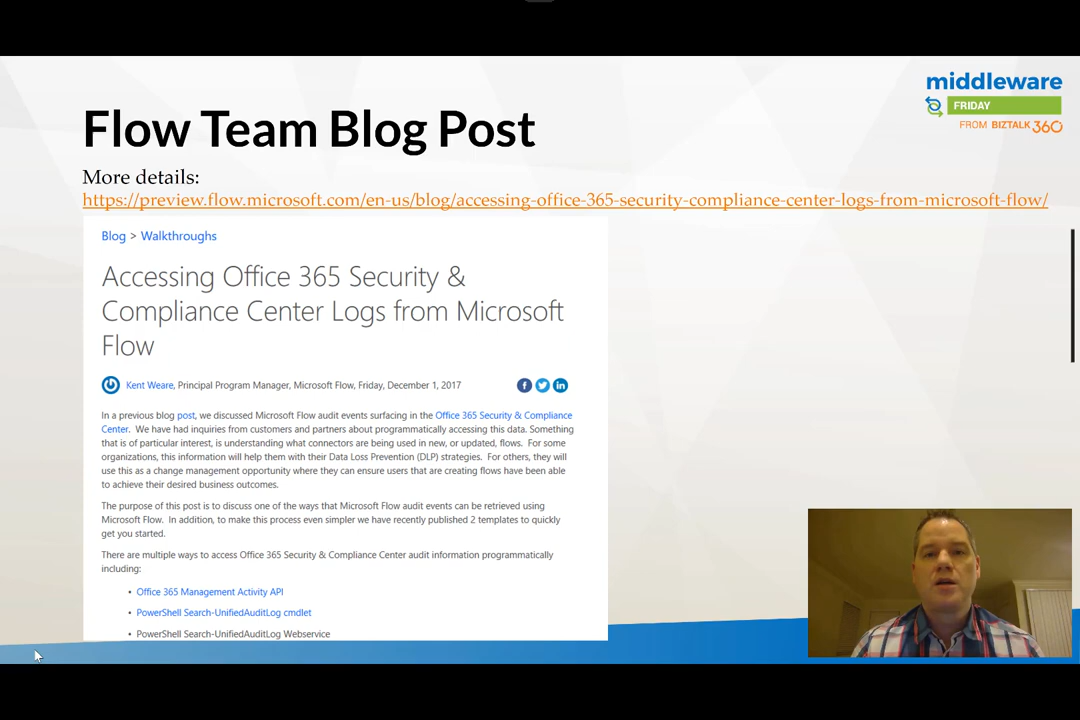 middleware
FRIDAY
FROM BIZTALK360
Flow Team Blog Post
More details:
https://preview.flow.microsoft.com/en-us/blog/accessing-office-365-security-compliance-center-logs-from-microsoft-flow/
Blog > Walkthroughs
Accessing Office 365 Security &
Compliance Center Logs from Microsoft
Flow
Kent Weare, Principal Program Manager, Microsoft Flow, Friday, December 1, 2017
In a previous blog post, we discussed Microsoft Flow audit events surfacing in the Office 365 Security & Compliance
Center. We have had inquiries from customers and partners about programmatically accessing this data. Something
that is of particular interest, is understanding what connectors are being used in new, or updated, flows. For some
organizations, this information will help them with their Data Loss Prevention (DLP) strategies. For others, they will
use this as a change management opportunity where they can ensure users that are creating flows have been able
to achieve their desired business outcomes.
The purpose of this post is to discuss one of the ways that Microsoft Flow audit events can be retrieved using
Microsoft Flow. In addition, to make this process even simpler we have recently published 2 templates to quickly
get you started.
There are multiple ways to access Office 365 Security & Compliance Center audit information programmatically
including:
• Office 365 Management Activity API
• PowerShell Search-UnifiedAuditLog cmdlet
• PowerShell Search-UnifiedAuditLog Webservice